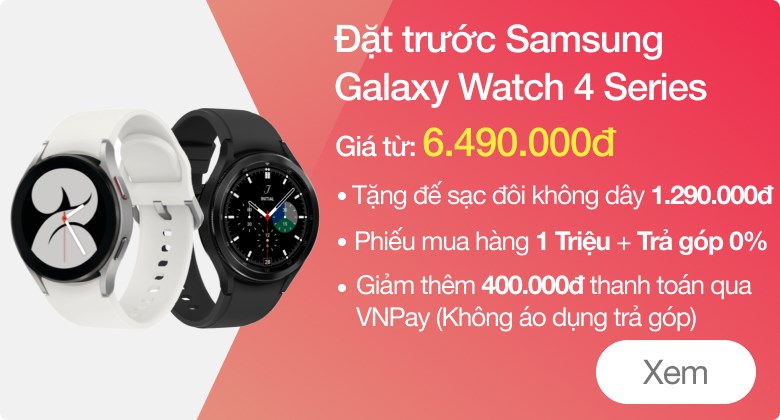 Đặt trước Samsung
Galaxy Watch 4 Series
Giá từ: 6.490.000đ
• Tặng đế sạc đôi không dây 1.290.000đ
• Phiếu mua hàng 1 Triệu + Trả góp 0%
• Giảm thêm 400.000đ thanh toán qua
VNPay (Không áo dụng trả góp)
Xem
J
INITIAL